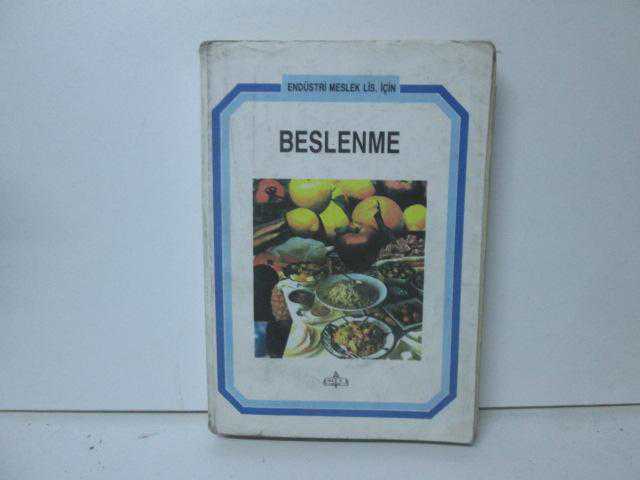 ENDÜSTRİ MESLEK LİS. İÇİN
BESLENME